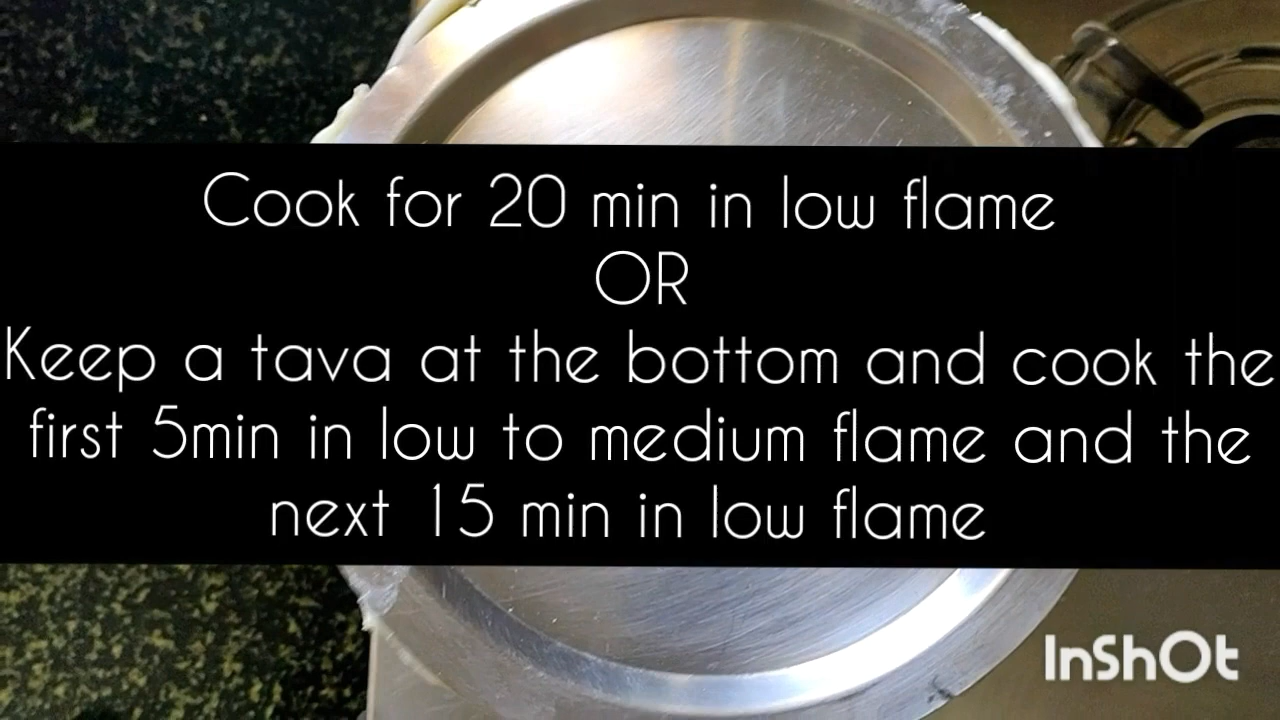 Cook for 20 min in low flame
OR
Keep a tava at the bottom and cook the
first 5min in low to medium flame and the
next 15 min in low flame
InShOt